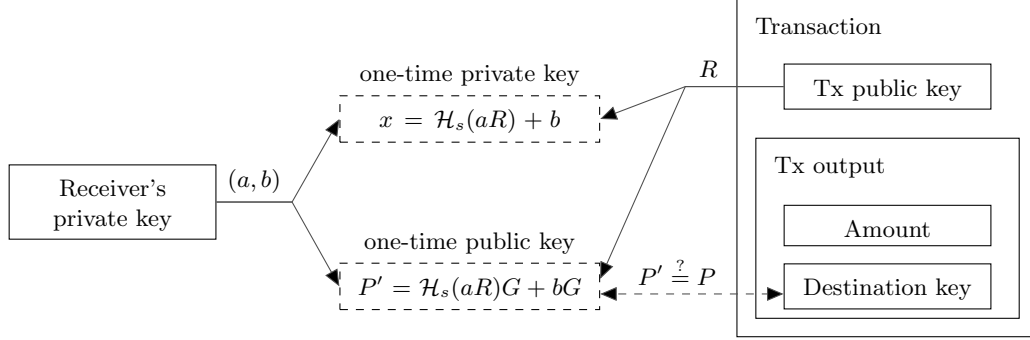 Transaction
one-time private key
R
Tx public key
x = ℋₛ(aR) + b
Tx output
Receiver's
private key
(a, b)
Amount
one-time public key
P′ = ℋₛ(aR)G + bG
P′ ≟ P
Destination key